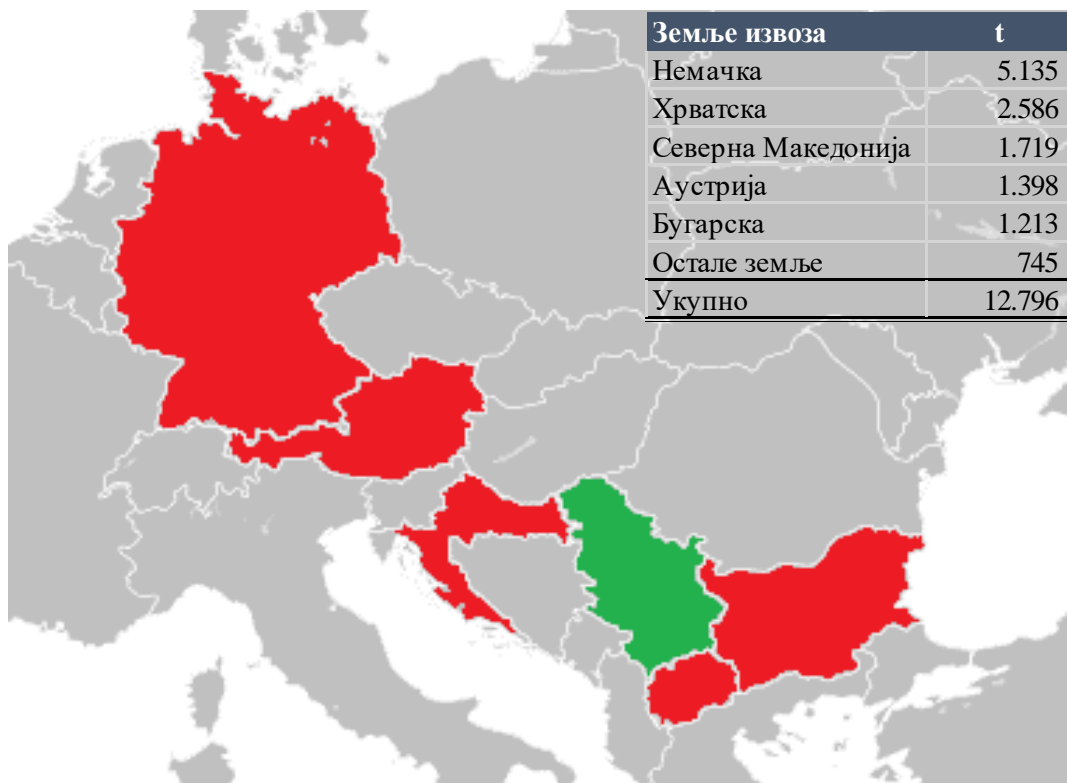 Земље извоза t
Немачка 5.135
Хрватска 2.586
Северна Македонија 1.719
Аустрија 1.398
Бугарска 1.213
Остале земље 745
Укупно 12.796